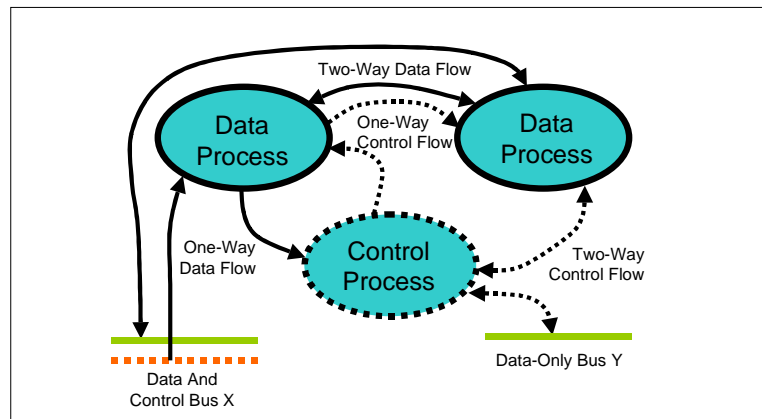 Two-Way Data Flow
Data
Process
One-Way
Control Flow
Data
Process
One-Way
Data Flow
Control
Process
Two-Way
Control Flow
Data And
Control Bus X
Data-Only Bus Y